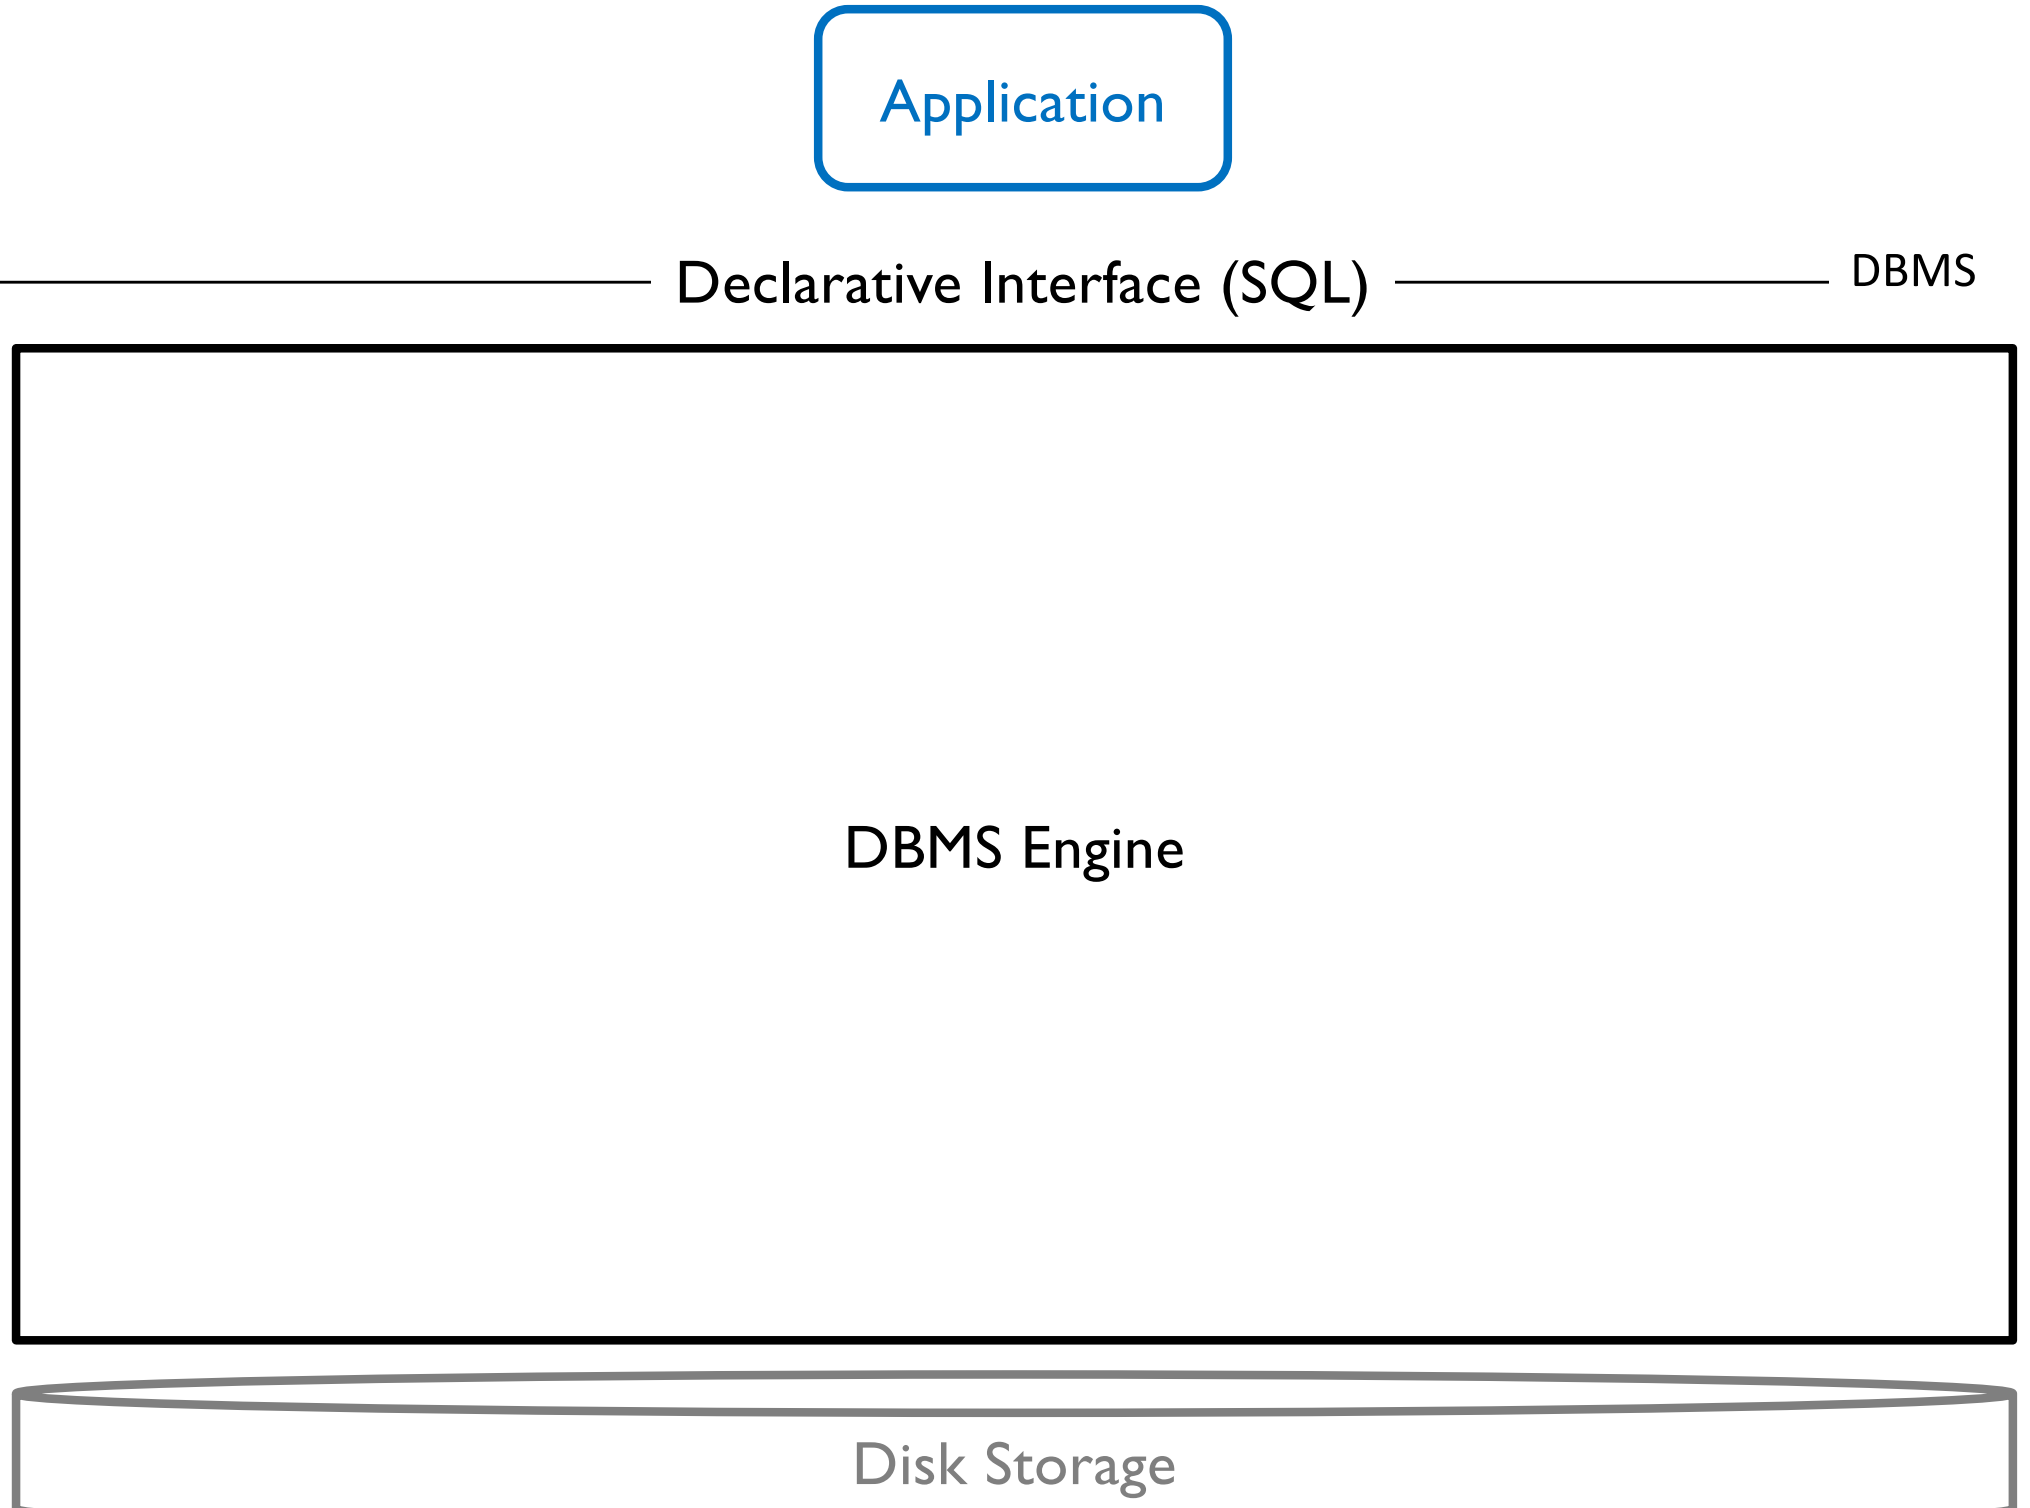 Application
Declarative Interface (SQL)
DBMS
DBMS Engine
Disk Storage